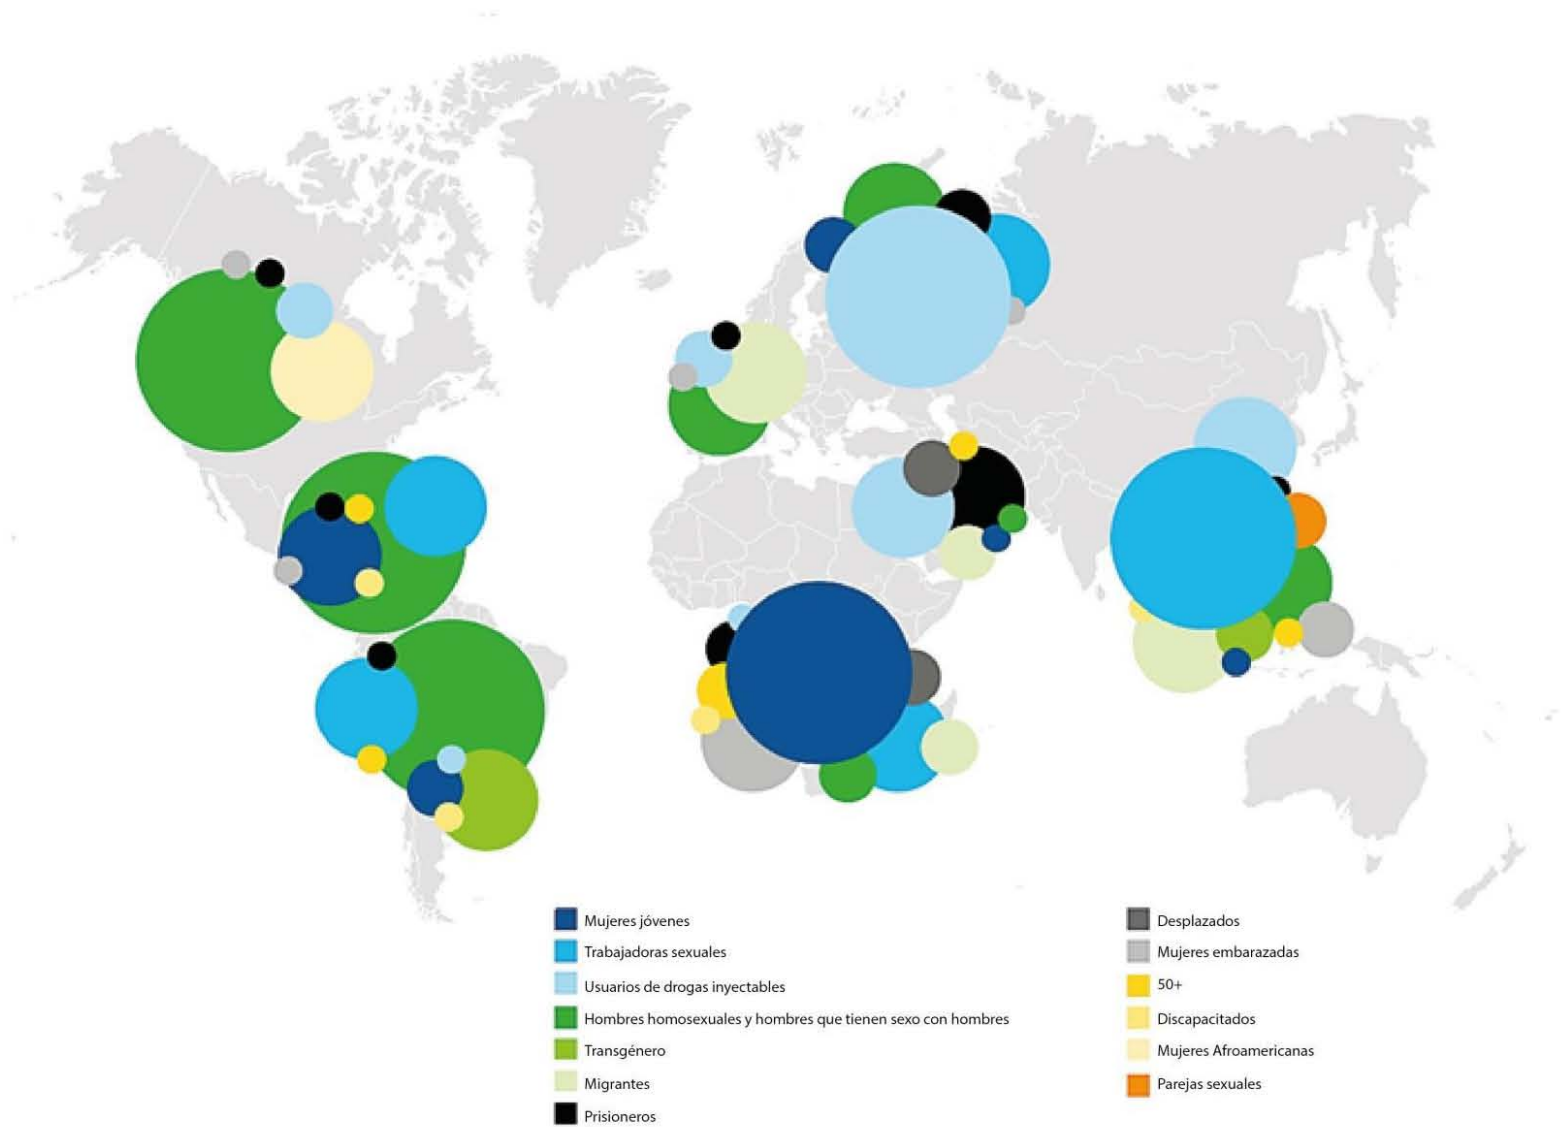 Mujeres jóvenes
Trabajadoras sexuales
Usuarios de drogas inyectables
Hombres homosexuales y hombres que tienen sexo con hombres
Transgénero
Migrantes
Prisioneros
Desplazados
Mujeres embarazadas
50+
Discapacitados
Mujeres Afroamericanas
Parejas sexuales